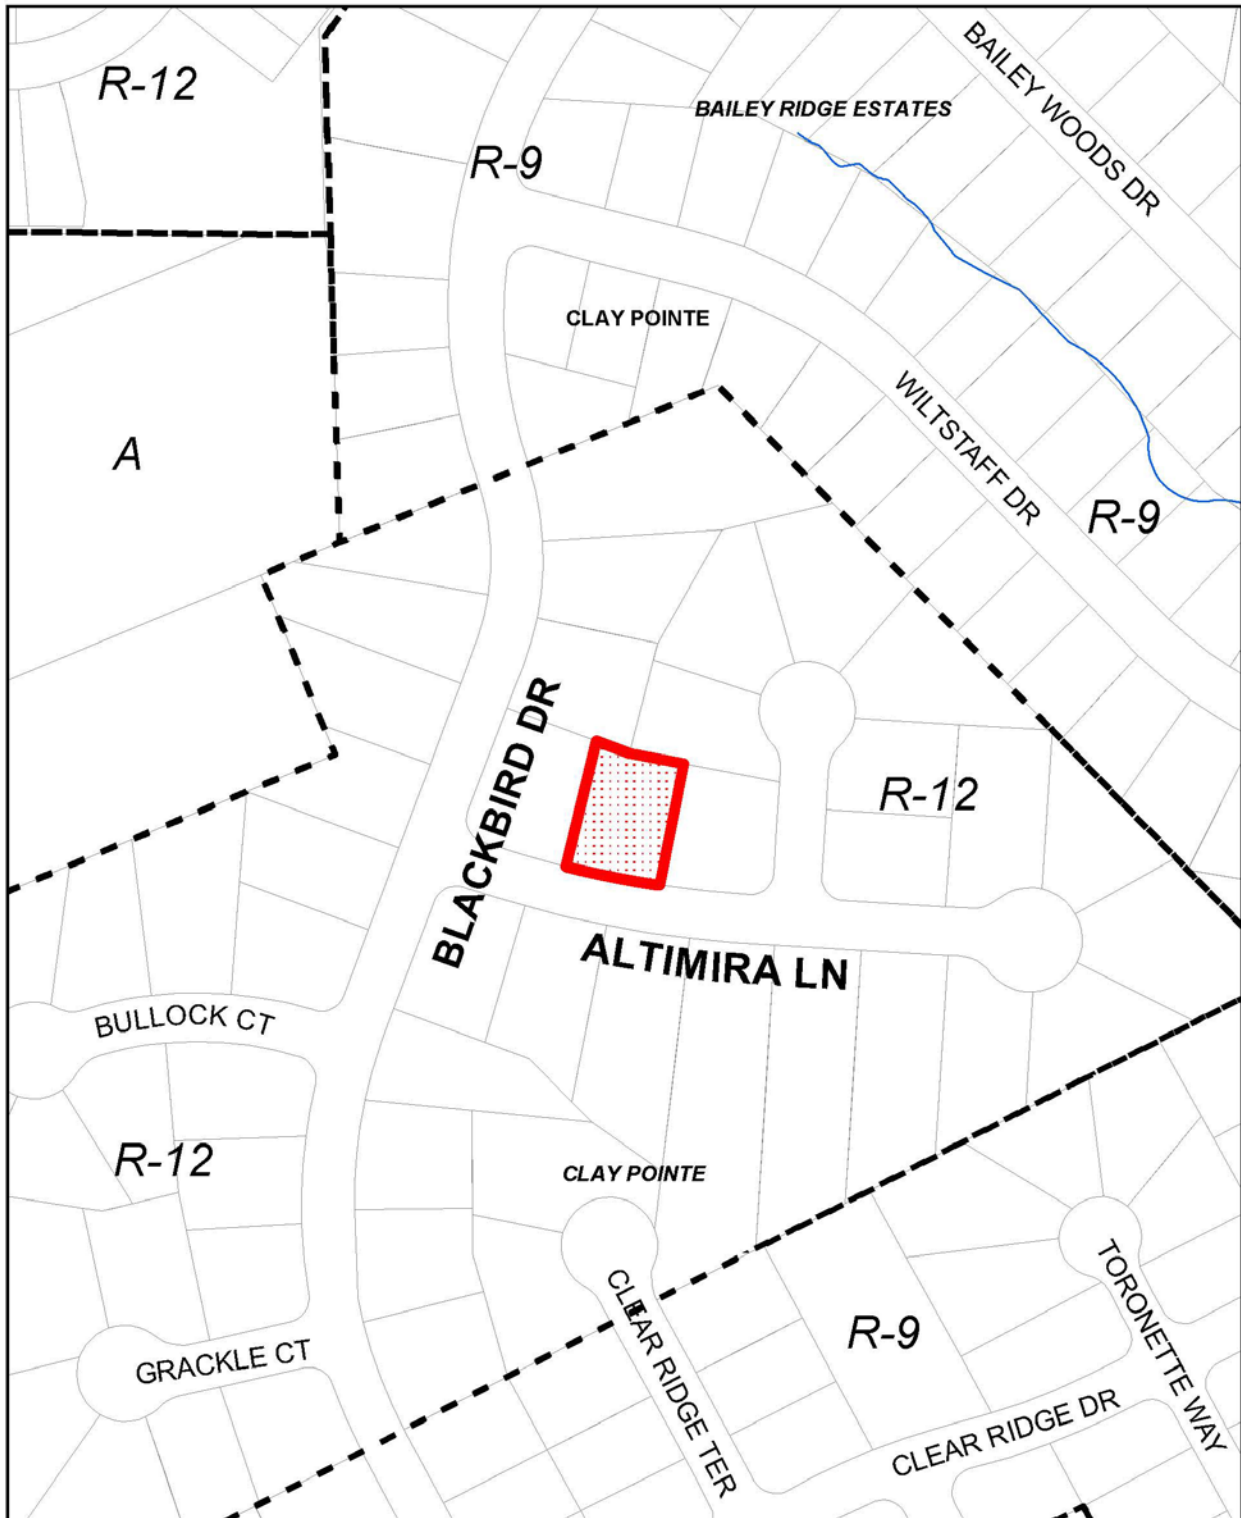 BAILEY WOODS DR
R-12
BAILEY RIDGE ESTATES
R-9
CLAY POINTE
A
WILTSTAFF DR
R-9
BLACKBIRD DR
R-12
ALTIMIRA LN
BULLOCK CT
R-12
CLAY POINTE
CLEAR RIDGE TER
TORONETTE WAY
R-9
GRACKLE CT
CLEAR RIDGE DR